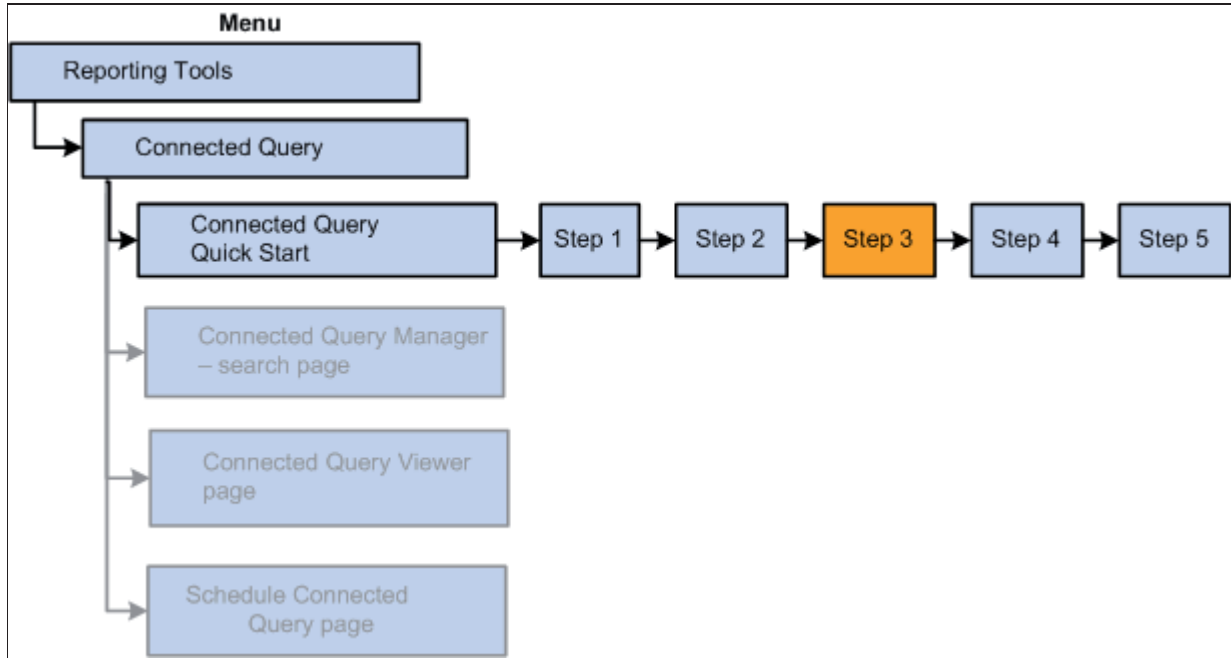 Menu
Reporting Tools
Connected Query
Connected Query
Quick Start
Step 1
Step 2
Step 3
Step 4
Step 5
Connected Query Manager
– search page
Connected Query Viewer
page
Schedule Connected
Query page